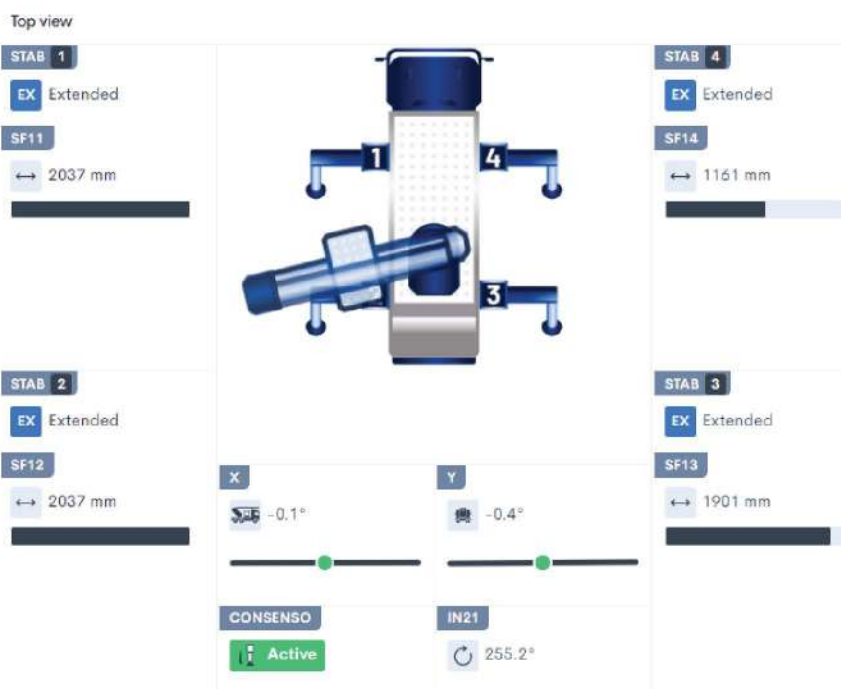 Top view
STAB 1
EX Extended
SF11
2037 mm
STAB 4
EX Extended
SF14
1161 mm
1
4
3
STAB 2
EX Extended
SF12
2037 mm
STAB 3
EX Extended
SF13
1901 mm
X
-0.1°
Y
-0.4°
CONSENSO
Active
IN21
255.2°